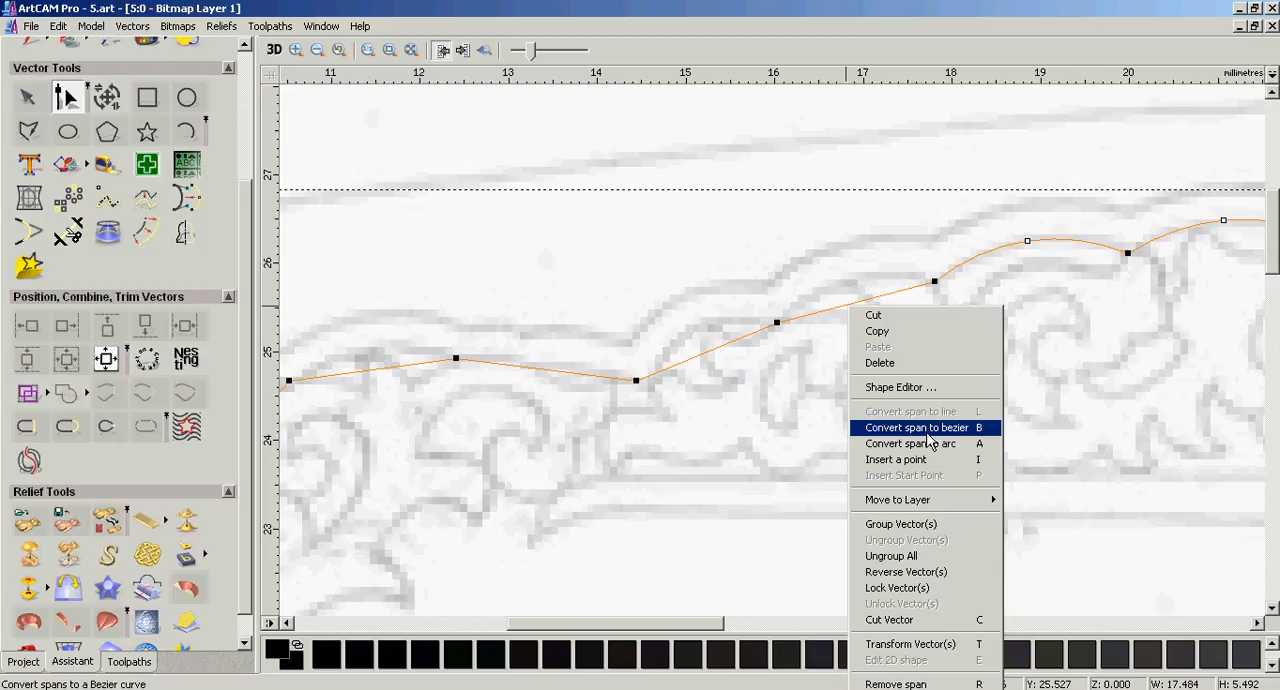 ArtCAM Pro - 5.art - [5:0 - Bitmap Layer 1]
File Edit Model Vectors Bitmaps Reliefs Toolpaths Window Help
3D
Vector Tools
11 12 13 14 15 16 17 18 19 20 millimetres
27
26
25
24
23
ABC
Position, Combine, Trim Vectors
Nes
ting
Relief Tools
Cut
Copy
Paste
Delete
Shape Editor ...
Convert span to line L
Convert span to bezier B
Convert span to arc A
Insert a point I
Insert Start Point P
Move to Layer
Group Vector(s)
Ungroup Vector(s)
Ungroup All
Reverse Vector(s)
Lock Vector(s)
Unlock Vector(s)
Cut Vector C
Transform Vector(s) T
Edit 2D shape E
Remove span R
Project Assistant Toolpaths
Convert spans to a Bezier curve
Y: 25.527 Z: 0.000 W: 17.484 H: 5.492